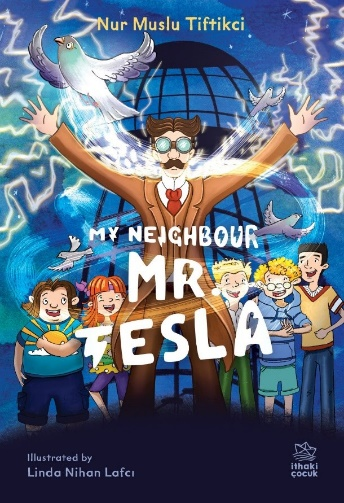 Nur Muslu Tiftikci
MY NEIGHBOUR
MR.
TESLA
Illustrated by
Linda Nihan Lafcı
ithaki
çocuk